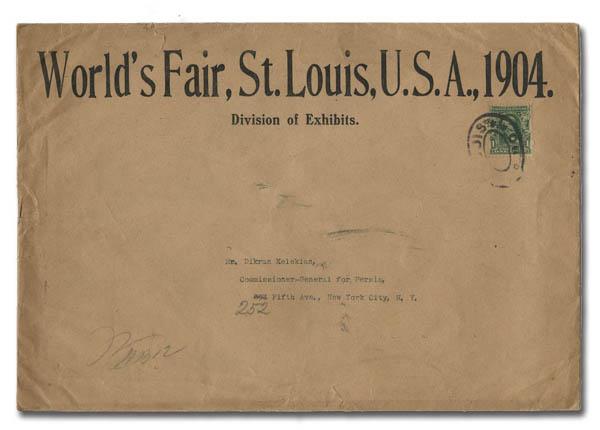 World's Fair, St. Louis, U.S.A., 1904.
Division of Exhibits.
Mr. Dikran Kelekian,
Commissioner-General for Persia,
Fifth Ave., New York City, N. Y.
252